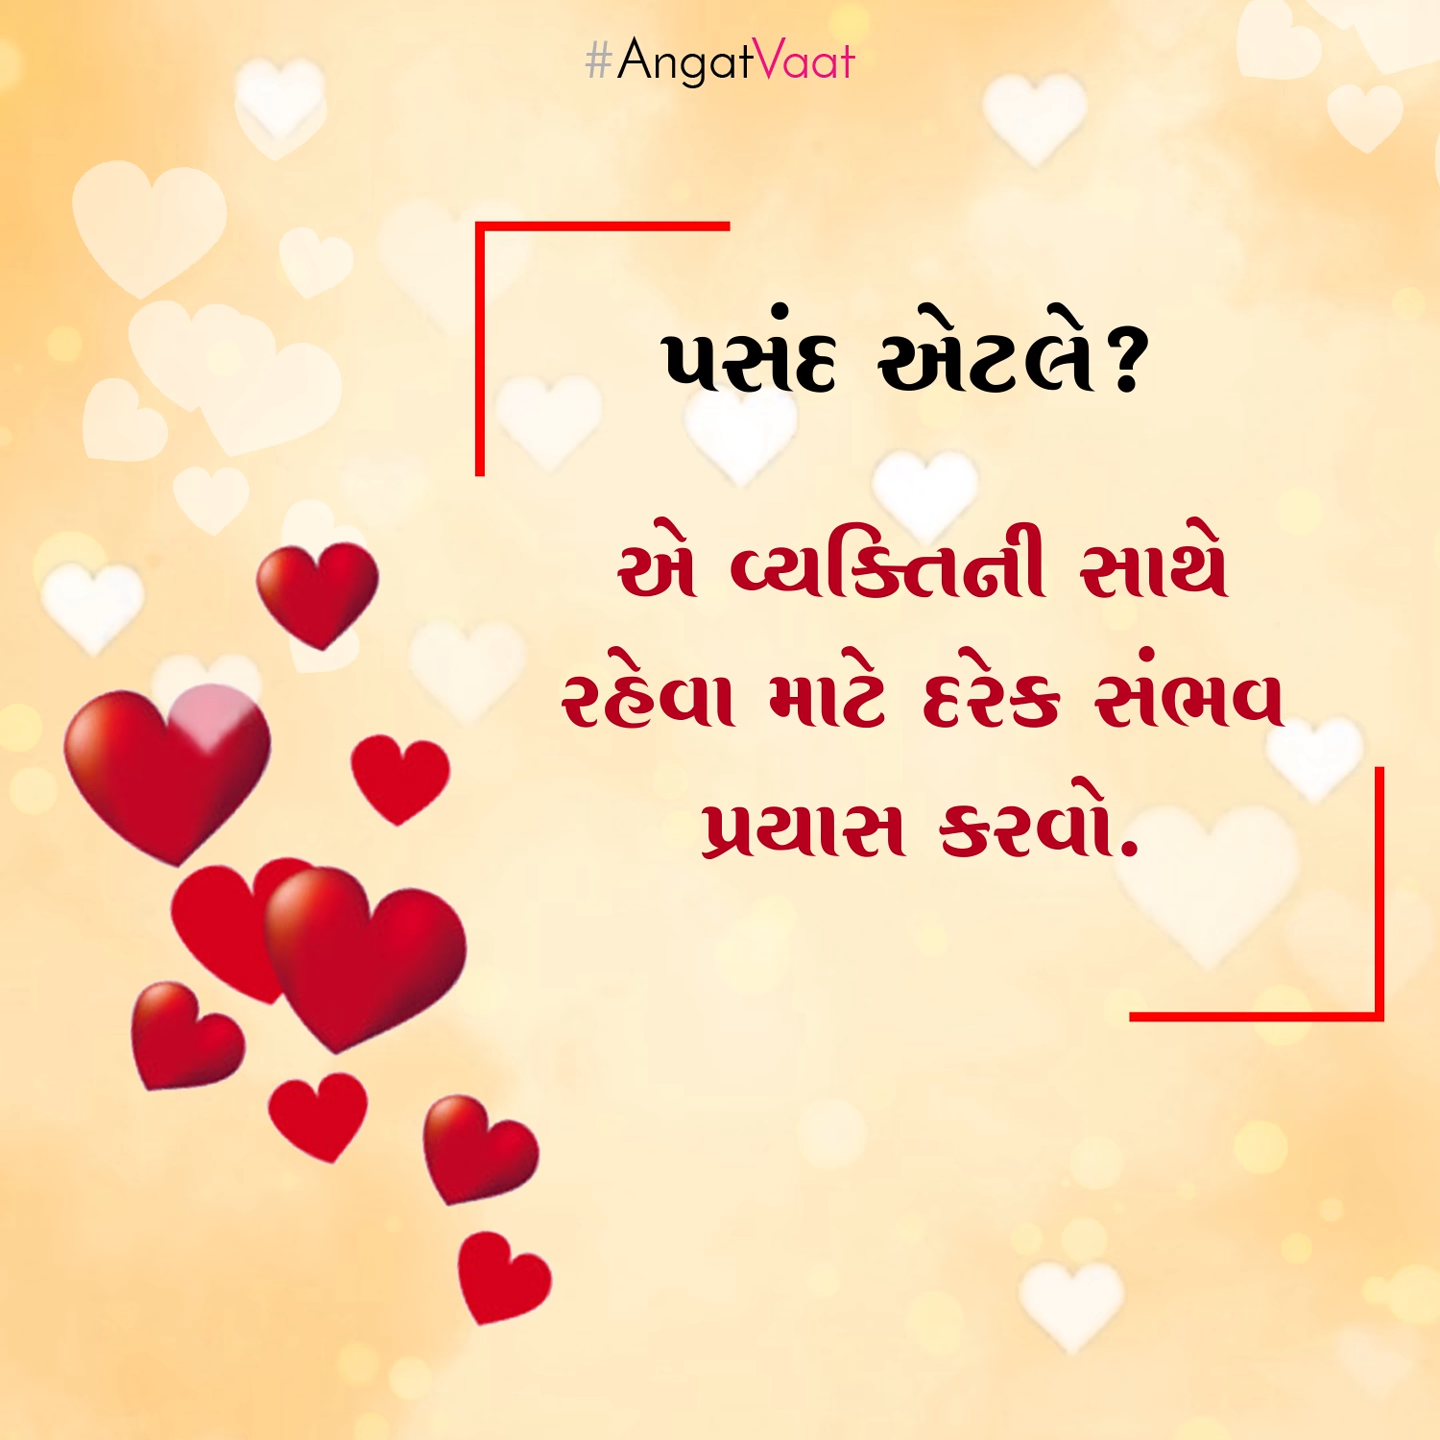 #AngatVaat
પસંદ એટલે?
એ વ્યક્તિની સાથે
રહેવા માટે દરેક સંભવ
પ્રયાસ કરવો.